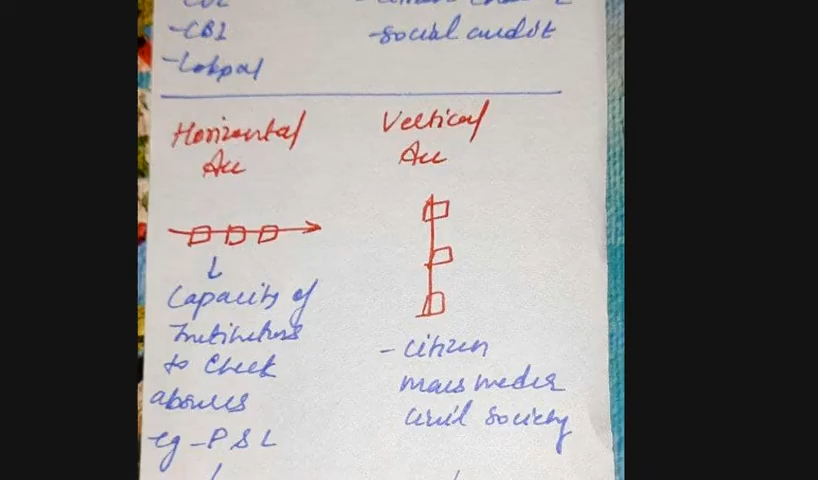 -CBI
-social audit
-Lokpal
Horizontal
Acc
Vertical
Acc
Capacity of
Institutions
to check
abuses
eg -PSL
- citizen
mass media
civil society